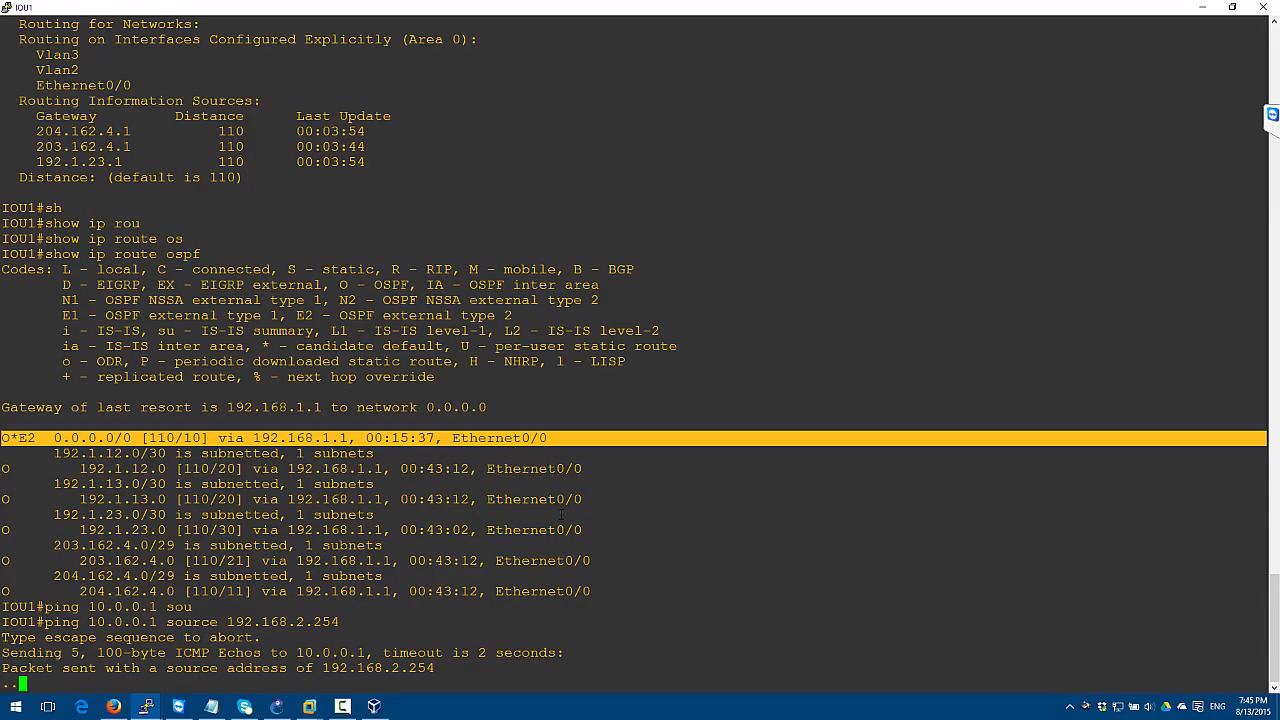 IOU1
Routing for Networks:
Routing on Interfaces Configured Explicitly (Area 0):
Vlan3
Vlan2
Ethernet0/0
Routing Information Sources:
Gateway Distance Last Update
204.162.4.1 110 00:03:54
203.162.4.1 110 00:03:44
192.1.23.1 110 00:03:54
Distance: (default is 110)
IOU1#sh
IOU1#show ip rou
IOU1#show ip route os
IOU1#show ip route ospf
Codes: L - local, C - connected, S - static, R - RIP, M - mobile, B - BGP
D - EIGRP, EX - EIGRP external, O - OSPF, IA - OSPF inter area
N1 - OSPF NSSA external type 1, N2 - OSPF NSSA external type 2
E1 - OSPF external type 1, E2 - OSPF external type 2
i - IS-IS, su - IS-IS summary, L1 - IS-IS level-1, L2 - IS-IS level-2
ia - IS-IS inter area, * - candidate default, U - per-user static route
o - ODR, P - periodic downloaded static route, H - NHRP, l - LISP
+ - replicated route, % - next hop override
Gateway of last resort is 192.168.1.1 to network 0.0.0.0
O*E2 0.0.0.0/0 [110/10] via 192.168.1.1, 00:15:37, Ethernet0/0
192.1.12.0/30 is subnetted, 1 subnets
O 192.1.12.0 [110/20] via 192.168.1.1, 00:43:12, Ethernet0/0
192.1.13.0/30 is subnetted, 1 subnets
O 192.1.13.0 [110/20] via 192.168.1.1, 00:43:12, Ethernet0/0
192.1.23.0/30 is subnetted, 1 subnets
O 192.1.23.0 [110/30] via 192.168.1.1, 00:43:02, Ethernet0/0
203.162.4.0/29 is subnetted, 1 subnets
O 203.162.4.0 [110/21] via 192.168.1.1, 00:43:12, Ethernet0/0
204.162.4.0/29 is subnetted, 1 subnets
O 204.162.4.0 [110/11] via 192.168.1.1, 00:43:12, Ethernet0/0
IOU1#ping 10.0.0.1 sou
IOU1#ping 10.0.0.1 source 192.168.2.254
Type escape sequence to abort.
Sending 5, 100-byte ICMP Echos to 10.0.0.1, timeout is 2 seconds:
Packet sent with a source address of 192.168.2.254
..
ENG
7:45 PM
8/13/2015